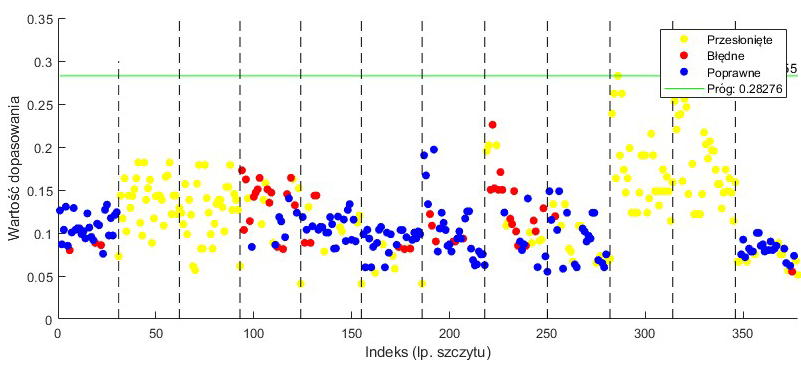 0.35
0.3
0.25
0.2
0.15
0.1
0.05
0
Wartość dopasowania
0 50 100 150 200 250 300 350
Indeks (lp. szczytu)
Przesłonięte
Błędne
Poprawne
Próg: 0.28276